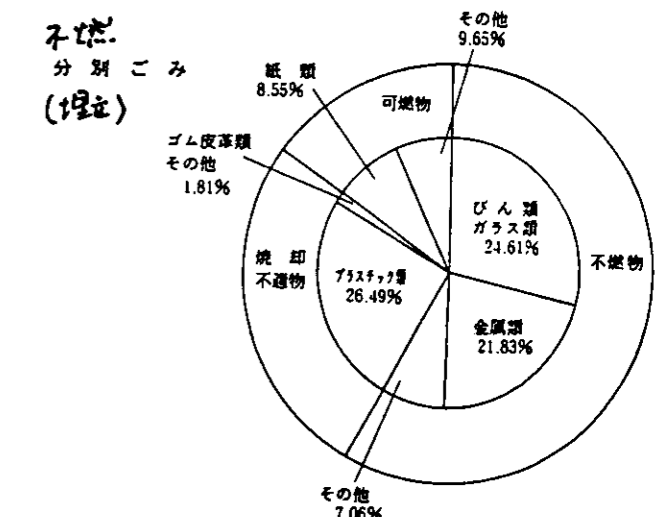 不燃
分別ごみ
(埋立)
その他
9.65%
紙類
8.55%
可燃物
ゴム皮革類
その他
1.81%
びん類
ガラス類
24.61%
不燃物
焼却
不適物
プラスチック類
26.49%
金属類
21.83%
その他
7.06%